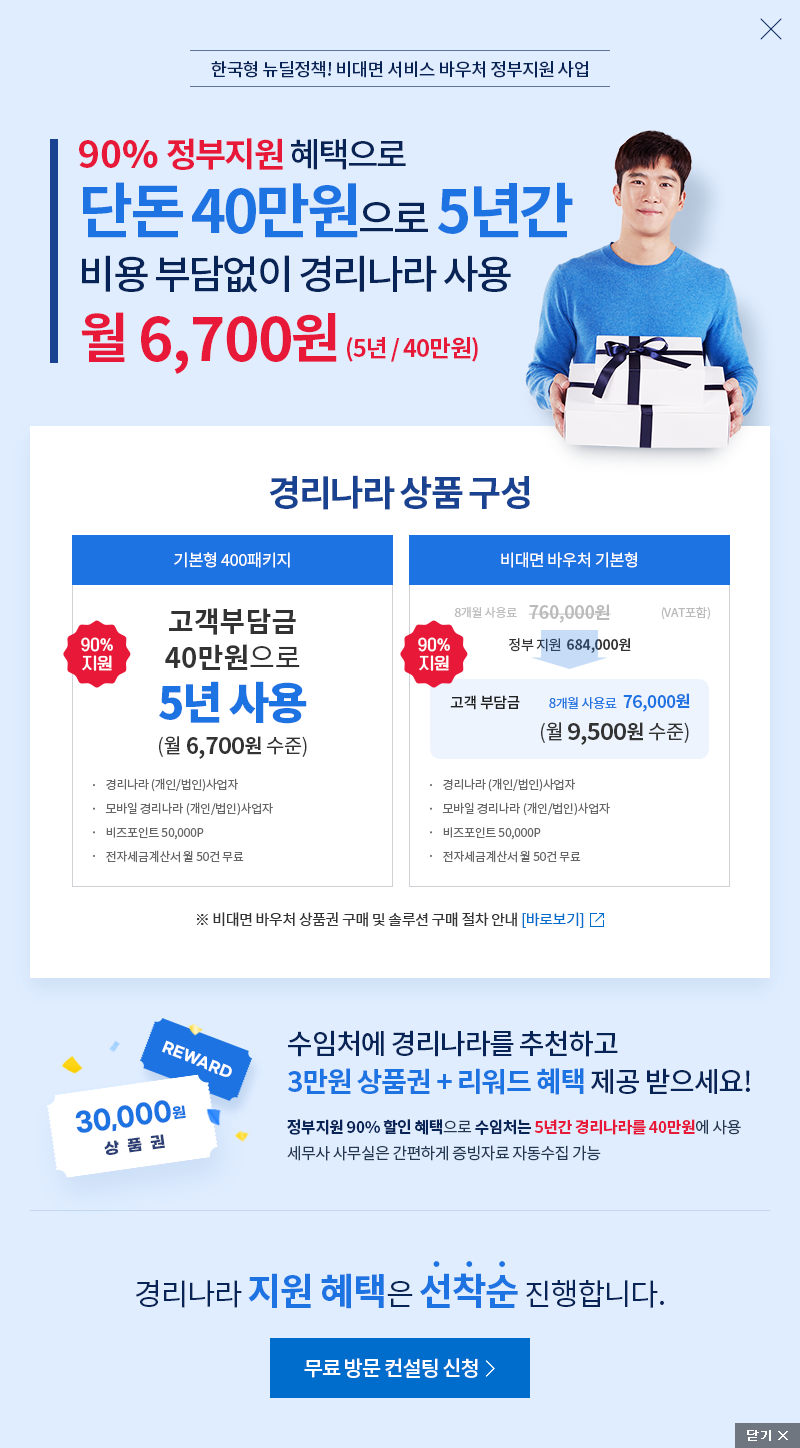 한국형 뉴딜정책! 비대면 서비스 바우처 정부지원 사업
90% 정부지원 혜택으로
단돈 40만원으로 5년간
비용 부담없이 경리나라 사용
월 6,700원 (5년 / 40만원)
경리나라 상품 구성
기본형 400패키지
90%
지원
고객부담금
40만원으로
5년 사용
(월 6,700원 수준)
· 경리나라 (개인/법인)사업자
· 모바일 경리나라 (개인/법인)사업자
· 비즈포인트 50,000P
· 전자세금계산서 월 50건 무료
비대면 바우처 기본형
90%
지원
8개월 사용료 760,000원 (VAT포함)
정부 지원 684,000원
고객 부담금 8개월 사용료 76,000원
(월 9,500원 수준)
· 경리나라 (개인/법인)사업자
· 모바일 경리나라 (개인/법인)사업자
· 비즈포인트 50,000P
· 전자세금계산서 월 50건 무료
※ 비대면 바우처 상품권 구매 및 솔루션 구매 절차 안내 [바로보기]
REWARD
30,000원
상품권
수임처에 경리나라를 추천하고
3만원 상품권 + 리워드 혜택 제공 받으세요!
정부지원 90% 할인 혜택으로 수임처는 5년간 경리나라를 40만원에 사용
세무사 사무실은 간편하게 증빙자료 자동수집 가능
경리나라 지원 혜택은 선착순 진행합니다.
무료 방문 컨설팅 신청 >
닫기 ×